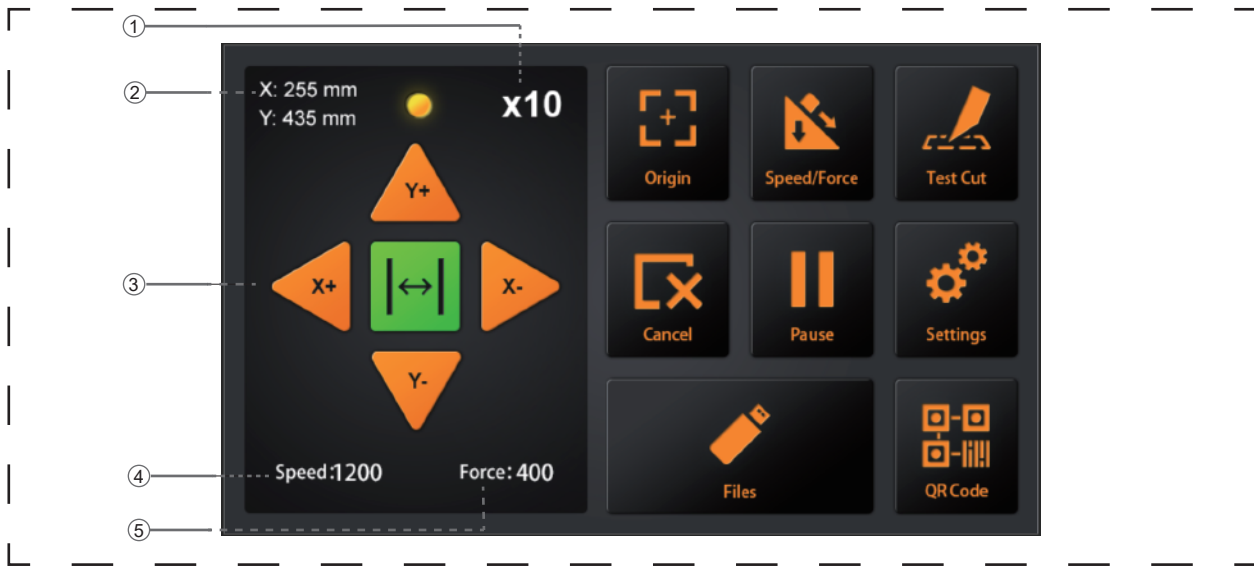 ①
②
X: 255 mm
Y: 435 mm
x10
Y+
③
X+
X-
Y-
④
Speed:1200
Force: 400
⑤
Origin
Speed/Force
Test Cut
Cancel
Pause
Settings
Files
QR Code